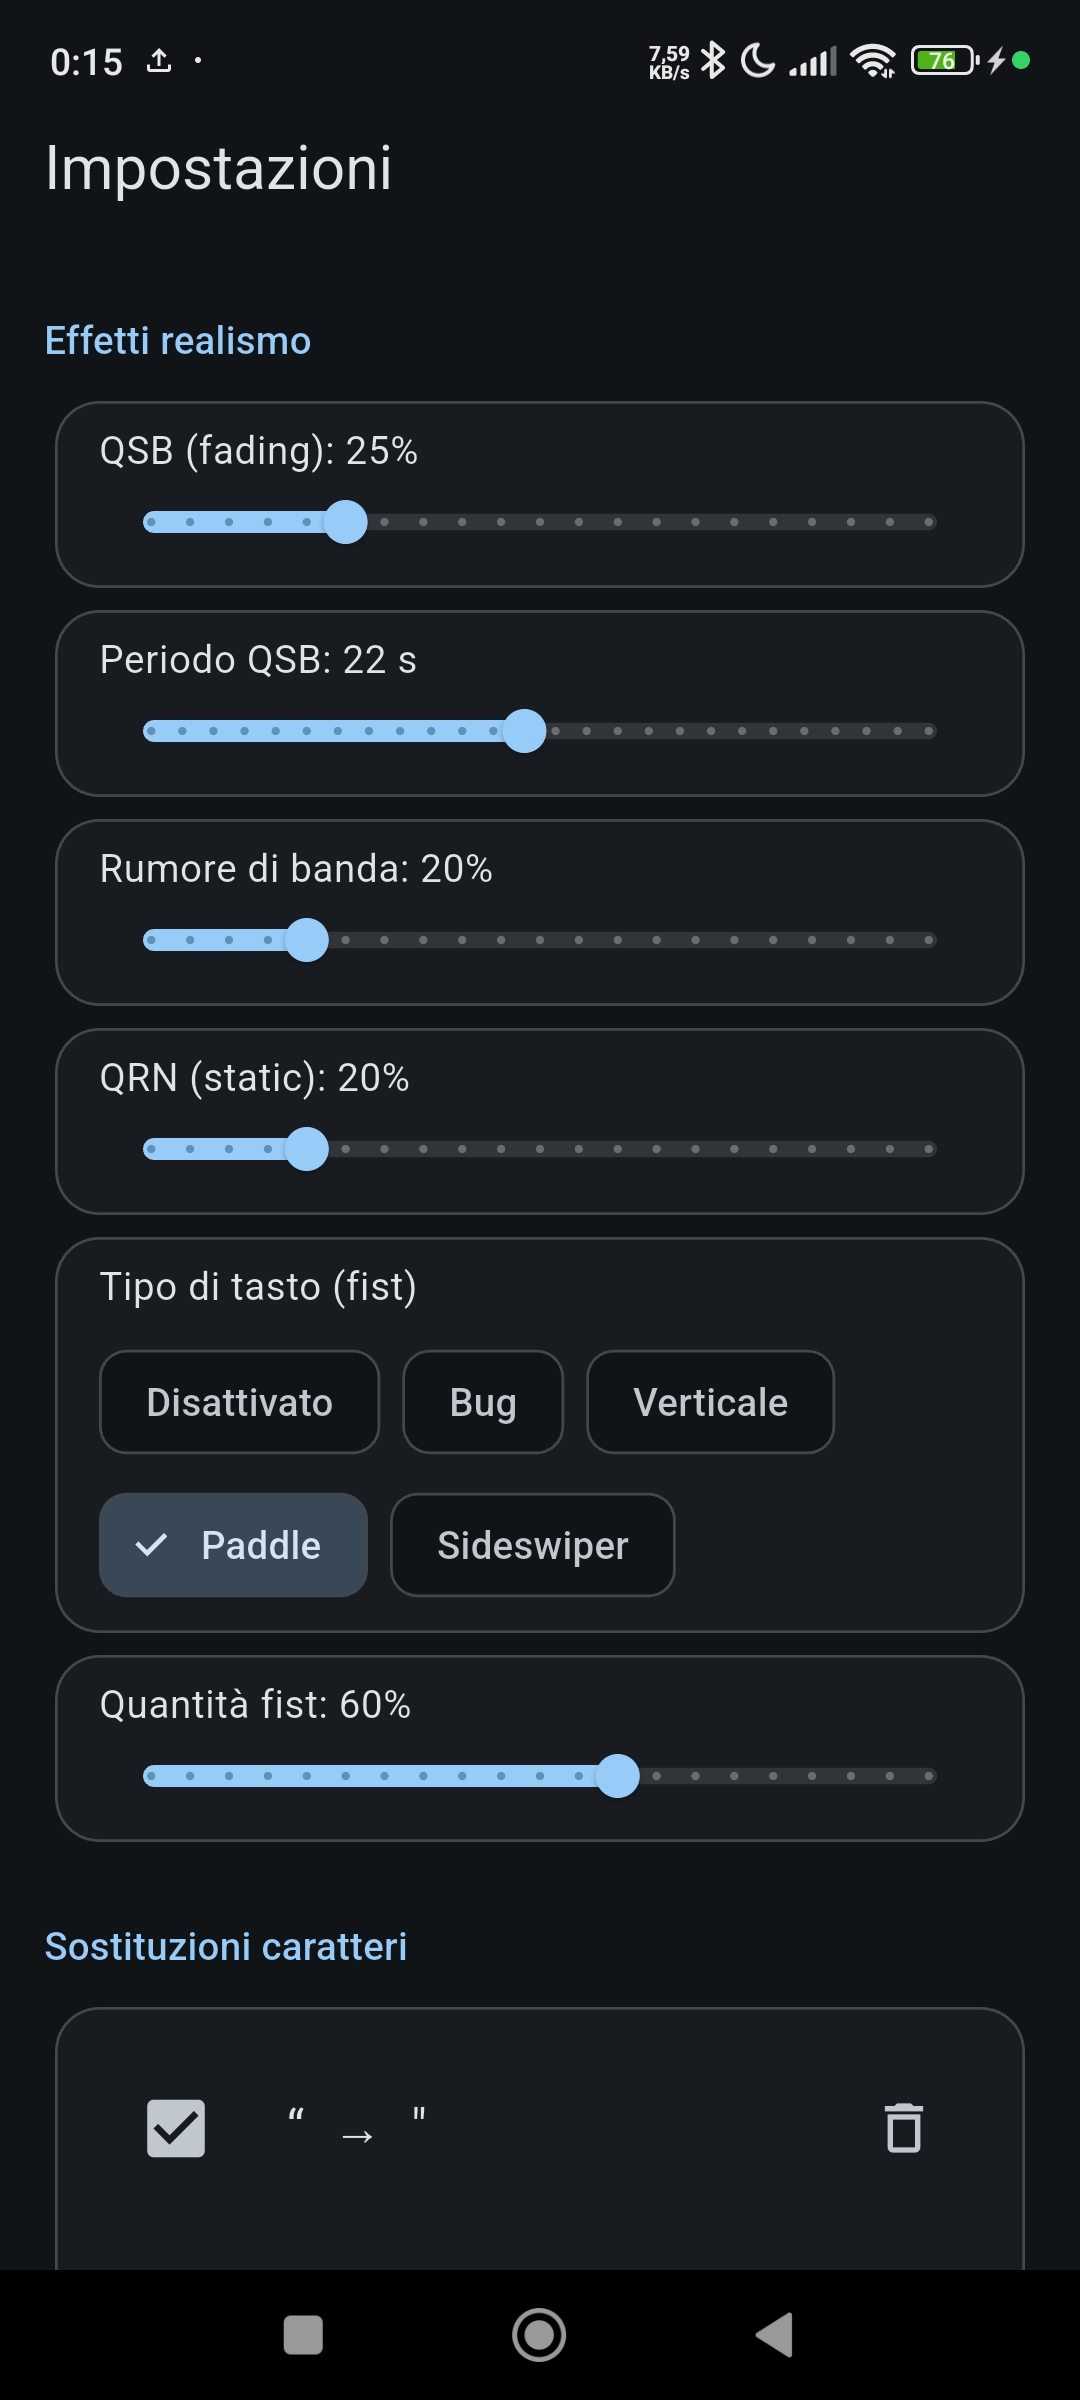 0:15
7,59
KB/s
76
Impostazioni
Effetti realismo
QSB (fading): 25%
Periodo QSB: 22 s
Rumore di banda: 20%
QRN (static): 20%
Tipo di tasto (fist)
Disattivato Bug Verticale
Paddle Sideswiper
Quantità fist: 60%
Sostituzioni caratteri
“ → "